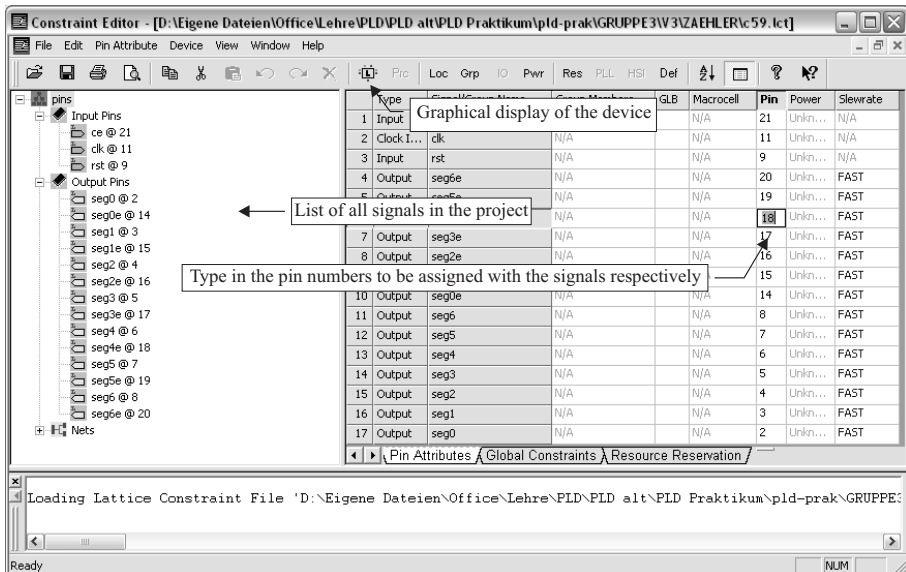 Constraint Editor - [D:\Eigene Dateien\Office\Lehre\PLD\PLD alt\PLD Praktikum\pld-prak\GRUPPE3\V3\ZAEHLER\c59.lct]
File Edit Pin Attribute Device View Window Help
Prc Loc Grp IO Pwr Res PLL HSI Def
Graphical display of the device
pins
Input Pins
ce @ 21
clk @ 11
rst @ 9
Output Pins
seg0 @ 2
seg0e @ 14
seg1 @ 3
seg1e @ 15
seg2 @ 4
seg2e @ 16
seg3 @ 5
seg3e @ 17
seg4 @ 6
seg4e @ 18
seg5 @ 7
seg5e @ 19
seg6 @ 8
seg6e @ 20
Nets
List of all signals in the project
Type in the pin numbers to be assigned with the signals respectively
Type Signal/Group Name Group Members GLB Macrocell Pin Power Slewrate
1 Input N/A 21 Unkn... N/A
2 Clock I... clk N/A N/A 11 Unkn... N/A
3 Input rst N/A N/A 9 Unkn... N/A
4 Output seg6e N/A N/A 20 Unkn... FAST
5 Output seg5e N/A N/A 19 Unkn... FAST
N/A 18 Unkn... FAST
7 Output seg3e N/A N/A 17 Unkn... FAST
8 Output seg2e N/A N/A 16 Unkn... FAST
15 Unkn... FAST
10 Output seg0e N/A N/A 14 Unkn... FAST
11 Output seg6 N/A N/A 8 Unkn... FAST
12 Output seg5 N/A N/A 7 Unkn... FAST
13 Output seg4 N/A N/A 6 Unkn... FAST
14 Output seg3 N/A N/A 5 Unkn... FAST
15 Output seg2 N/A N/A 4 Unkn... FAST
16 Output seg1 N/A N/A 3 Unkn... FAST
17 Output seg0 N/A N/A 2 Unkn... FAST
Pin Attributes Global Constraints Resource Reservation
Loading Lattice Constraint File 'D:\Eigene Dateien\Office\Lehre\PLD\PLD alt\PLD Praktikum\pld-prak\GRUPPE3
Ready NUM